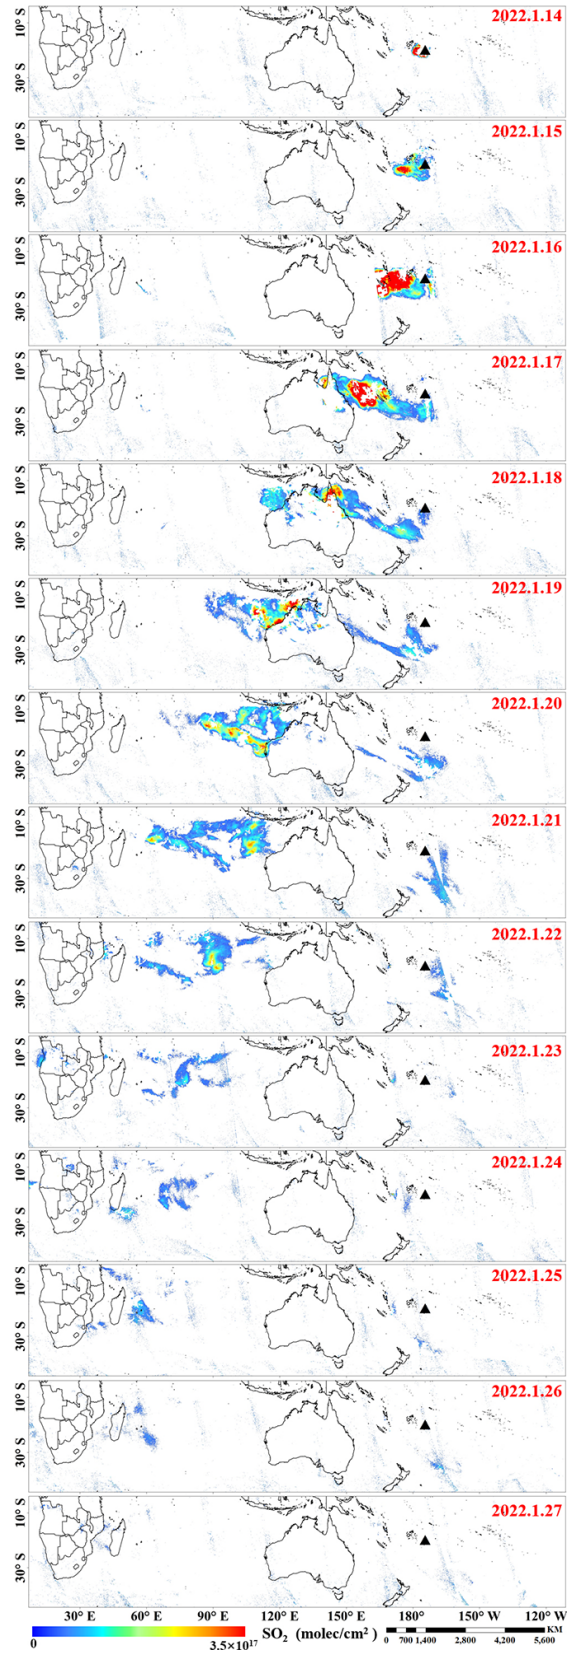 10° S
30° S
2022.1.14
10° S
30° S
2022.1.15
10° S
30° S
2022.1.16
10° S
30° S
2022.1.17
10° S
30° S
2022.1.18
10° S
30° S
2022.1.19
10° S
30° S
2022.1.20
10° S
30° S
2022.1.21
10° S
30° S
2022.1.22
10° S
30° S
2022.1.23
10° S
30° S
2022.1.24
10° S
30° S
2022.1.25
10° S
30° S
2022.1.26
10° S
30° S
2022.1.27
30° E 60° E 90° E 120° E 150° E 180° 150° W 120° W
0 3.5×10¹⁷ SO₂ (molec/cm²) KM
0 700 1,400 2,800 4,200 5,600